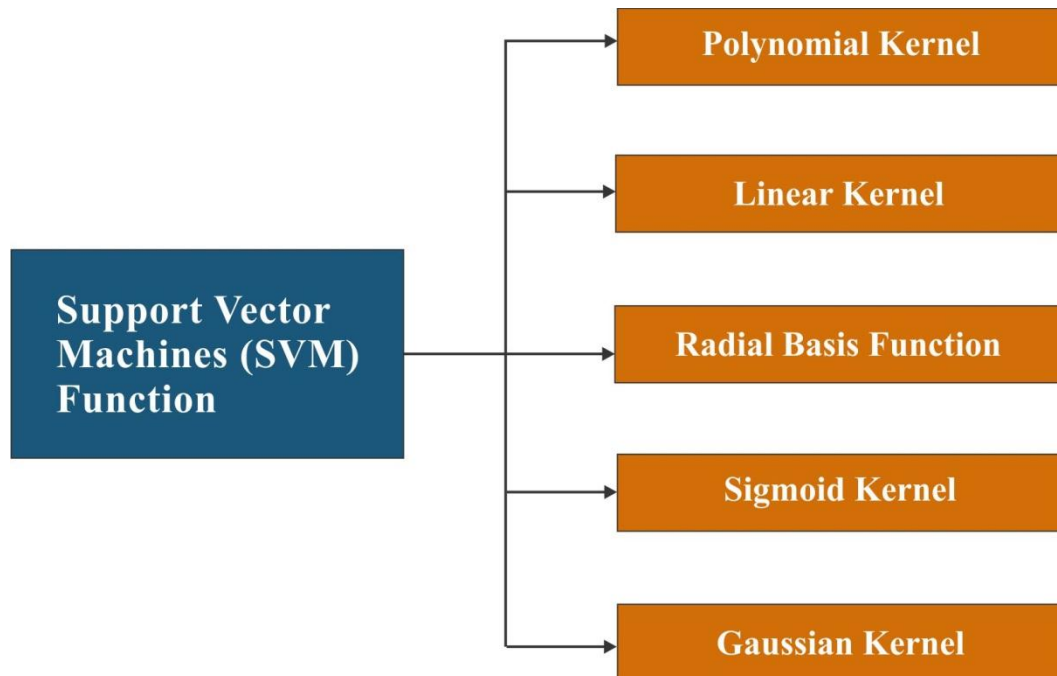 Support Vector
Machines (SVM)
Function
Polynomial Kernel
Linear Kernel
Radial Basis Function
Sigmoid Kernel
Gaussian Kernel